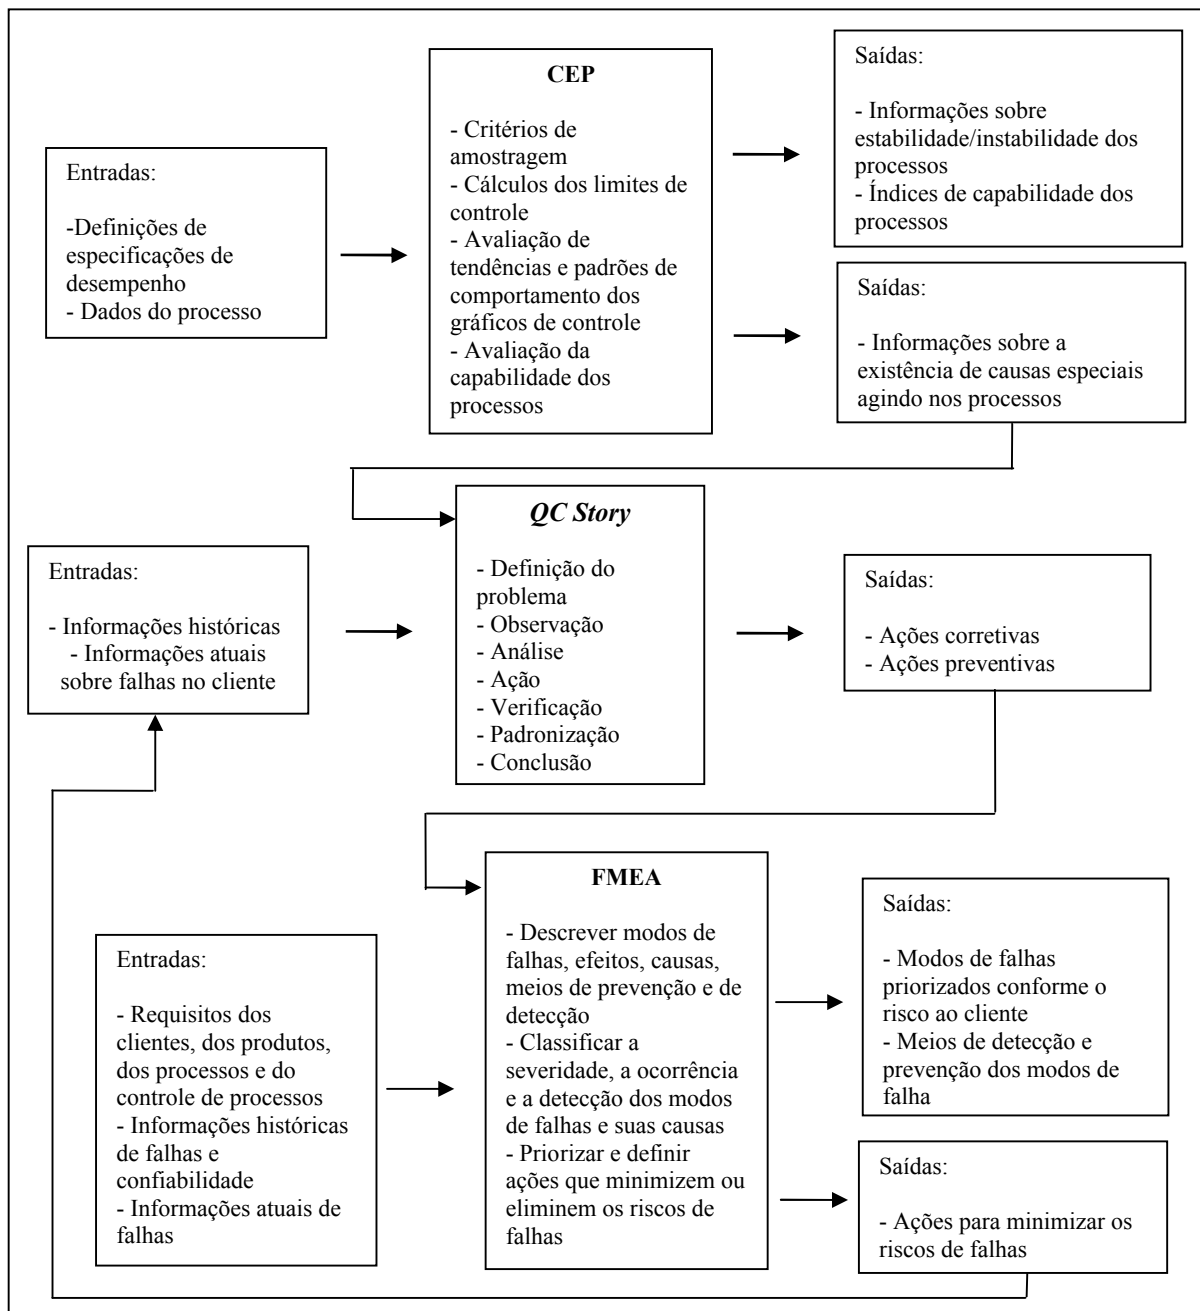 Entradas:
-Definições de
especificações de
desempenho
- Dados do processo
CEP
- Critérios de
amostragem
- Cálculos dos limites de
controle
- Avaliação de
tendências e padrões de
comportamento dos
gráficos de controle
- Avaliação da
capabilidade dos
processos
Saídas:
- Informações sobre
estabilidade/instabilidade dos
processos
- Índices de capabilidade dos
processos
Saídas:
- Informações sobre a
existência de causas especiais
agindo nos processos
Entradas:
- Informações históricas
- Informações atuais
sobre falhas no cliente
QC Story
- Definição do
problema
- Observação
- Análise
- Ação
- Verificação
- Padronização
- Conclusão
Saídas:
- Ações corretivas
- Ações preventivas
Entradas:
- Requisitos dos
clientes, dos produtos,
dos processos e do
controle de processos
- Informações históricas
de falhas e
confiabilidade
- Informações atuais de
falhas
FMEA
- Descrever modos de
falhas, efeitos, causas,
meios de prevenção e de
detecção
- Classificar a
severidade, a ocorrência
e a detecção dos modos
de falhas e suas causas
- Priorizar e definir
ações que minimizem ou
eliminem os riscos de
falhas
Saídas:
- Modos de falhas
priorizados conforme o
risco ao cliente
- Meios de detecção e
prevenção dos modos de
falha
Saídas:
- Ações para minimizar os
riscos de falhas